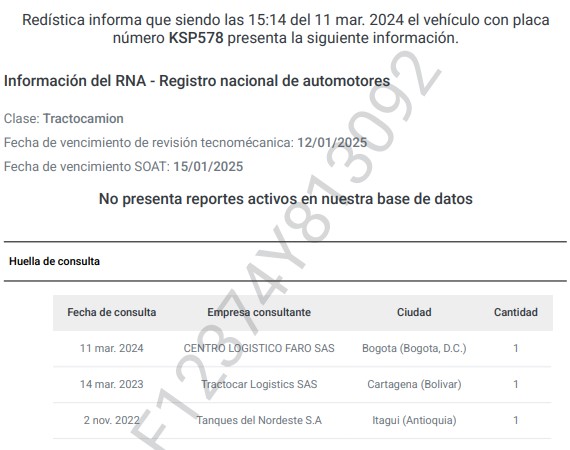 Redística informa que siendo las 15:14 del 11 mar. 2024 el vehículo con placa
número KSP578 presenta la siguiente información.
Información del RNA - Registro nacional de automotores
Clase: Tractocamion
Fecha de vencimiento de revisión tecnomécanica: 12/01/2025
Fecha de vencimiento SOAT: 15/01/2025
No presenta reportes activos en nuestra base de datos
Huella de consulta
Fecha de consulta Empresa consultante Ciudad Cantidad
11 mar. 2024 CENTRO LOGISTICO FARO SAS Bogota (Bogota, D.C.) 1
14 mar. 2023 Tractocar Logistics SAS Cartagena (Bolivar) 1
2 nov. 2022 Tanques del Nordeste S.A Itagui (Antioquia) 1
F12374Y813092